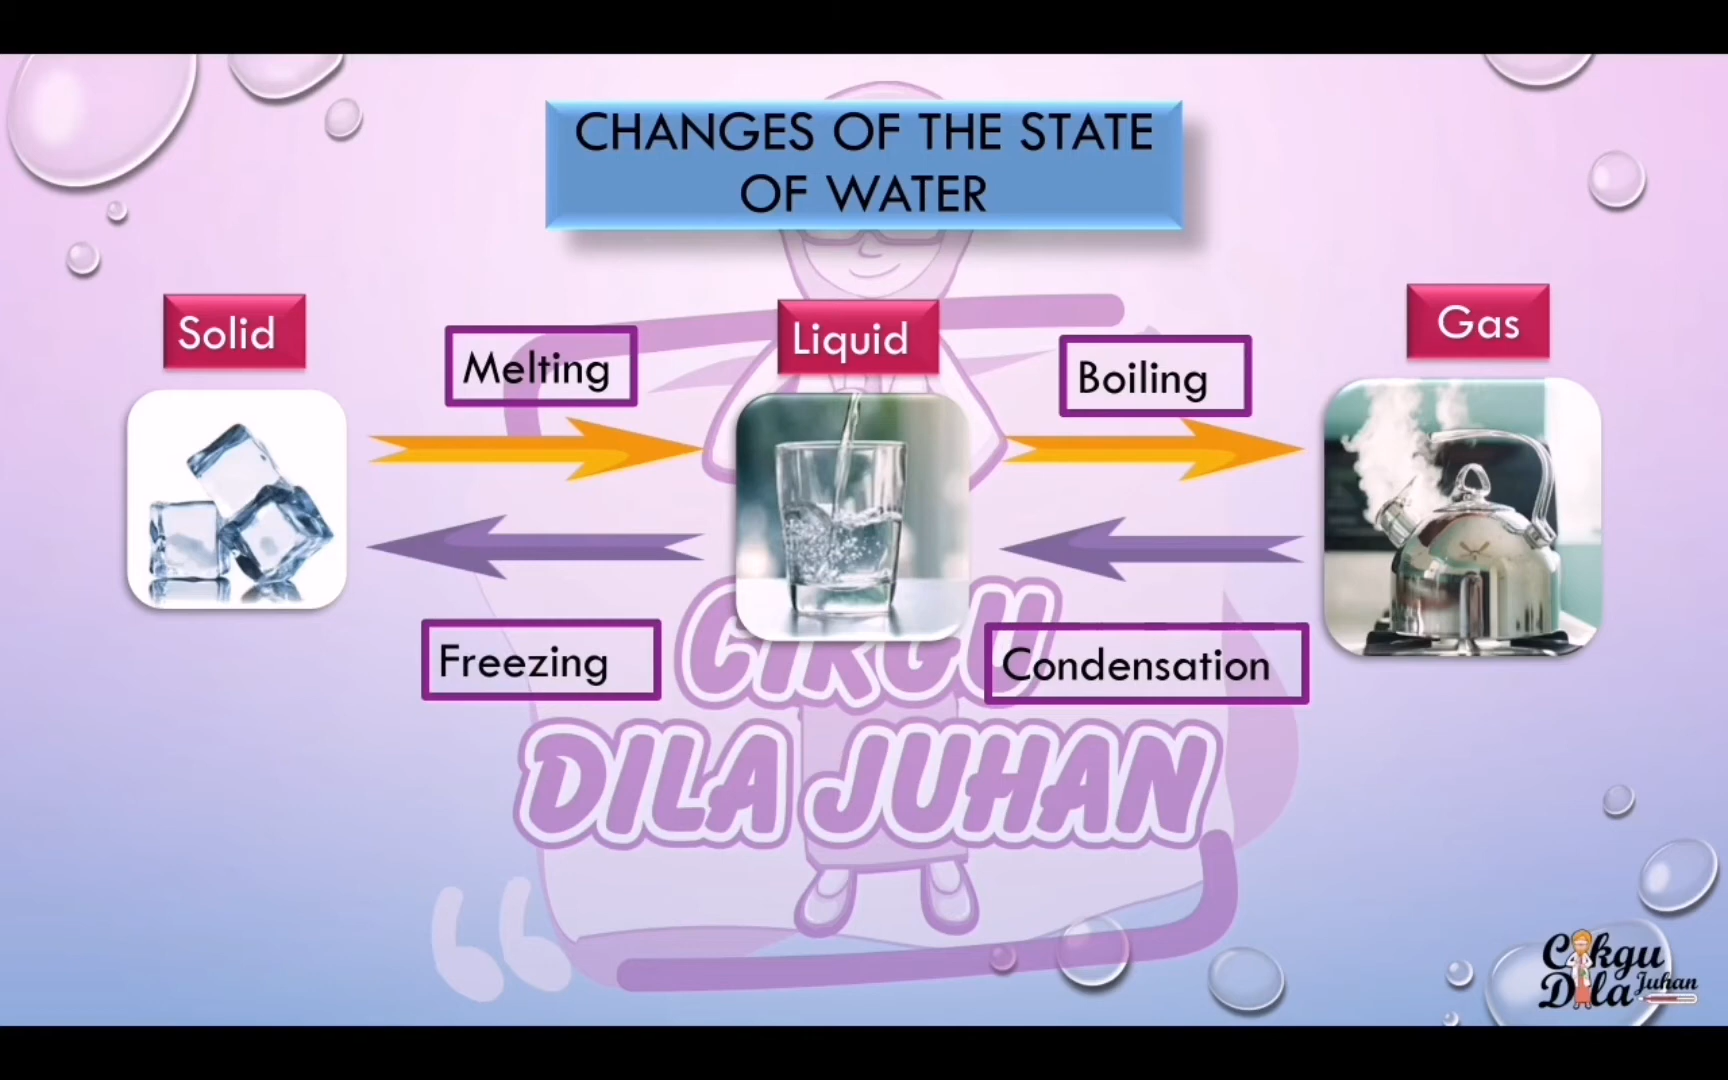 CHANGES OF THE STATE
OF WATER
Solid
Melting
Liquid
Boiling
Gas
Freezing
Condensation
CIKGU
DILA JUHAN
Cikgu
Dila Juhan